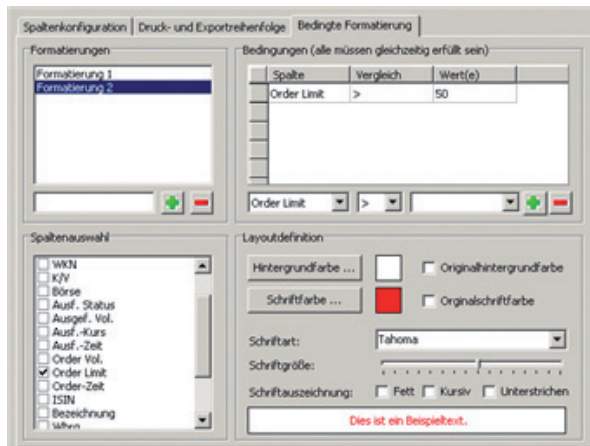 Spaltenkonfiguration Druck- und Exportreihenfolge Bedingte Formatierung
Formatierungen
Formatierung 1
Formatierung 2
Bedingungen (alle müssen gleichzeitig erfüllt sein)
Spalte Vergleich Wert(e)
Order Limit > 50
Order Limit >
Spaltenauswahl
WKN
K/V
Börse
Ausf. Status
Ausgef. Vol.
Ausf.-Kurs
Ausf.-Zeit
Order Vol.
Order Limit
Order-Zeit
ISIN
Bezeichnung
Whrg
Layoutdefinition
Hintergrundfarbe ... Originalhintergrundfarbe
Schriftfarbe ... Orginalschriftfarbe
Schriftart: Tahoma
Schriftgröße:
Schriftauszeichnung: Fett Kursiv Unterstrichen
Dies ist ein Beispieltext.